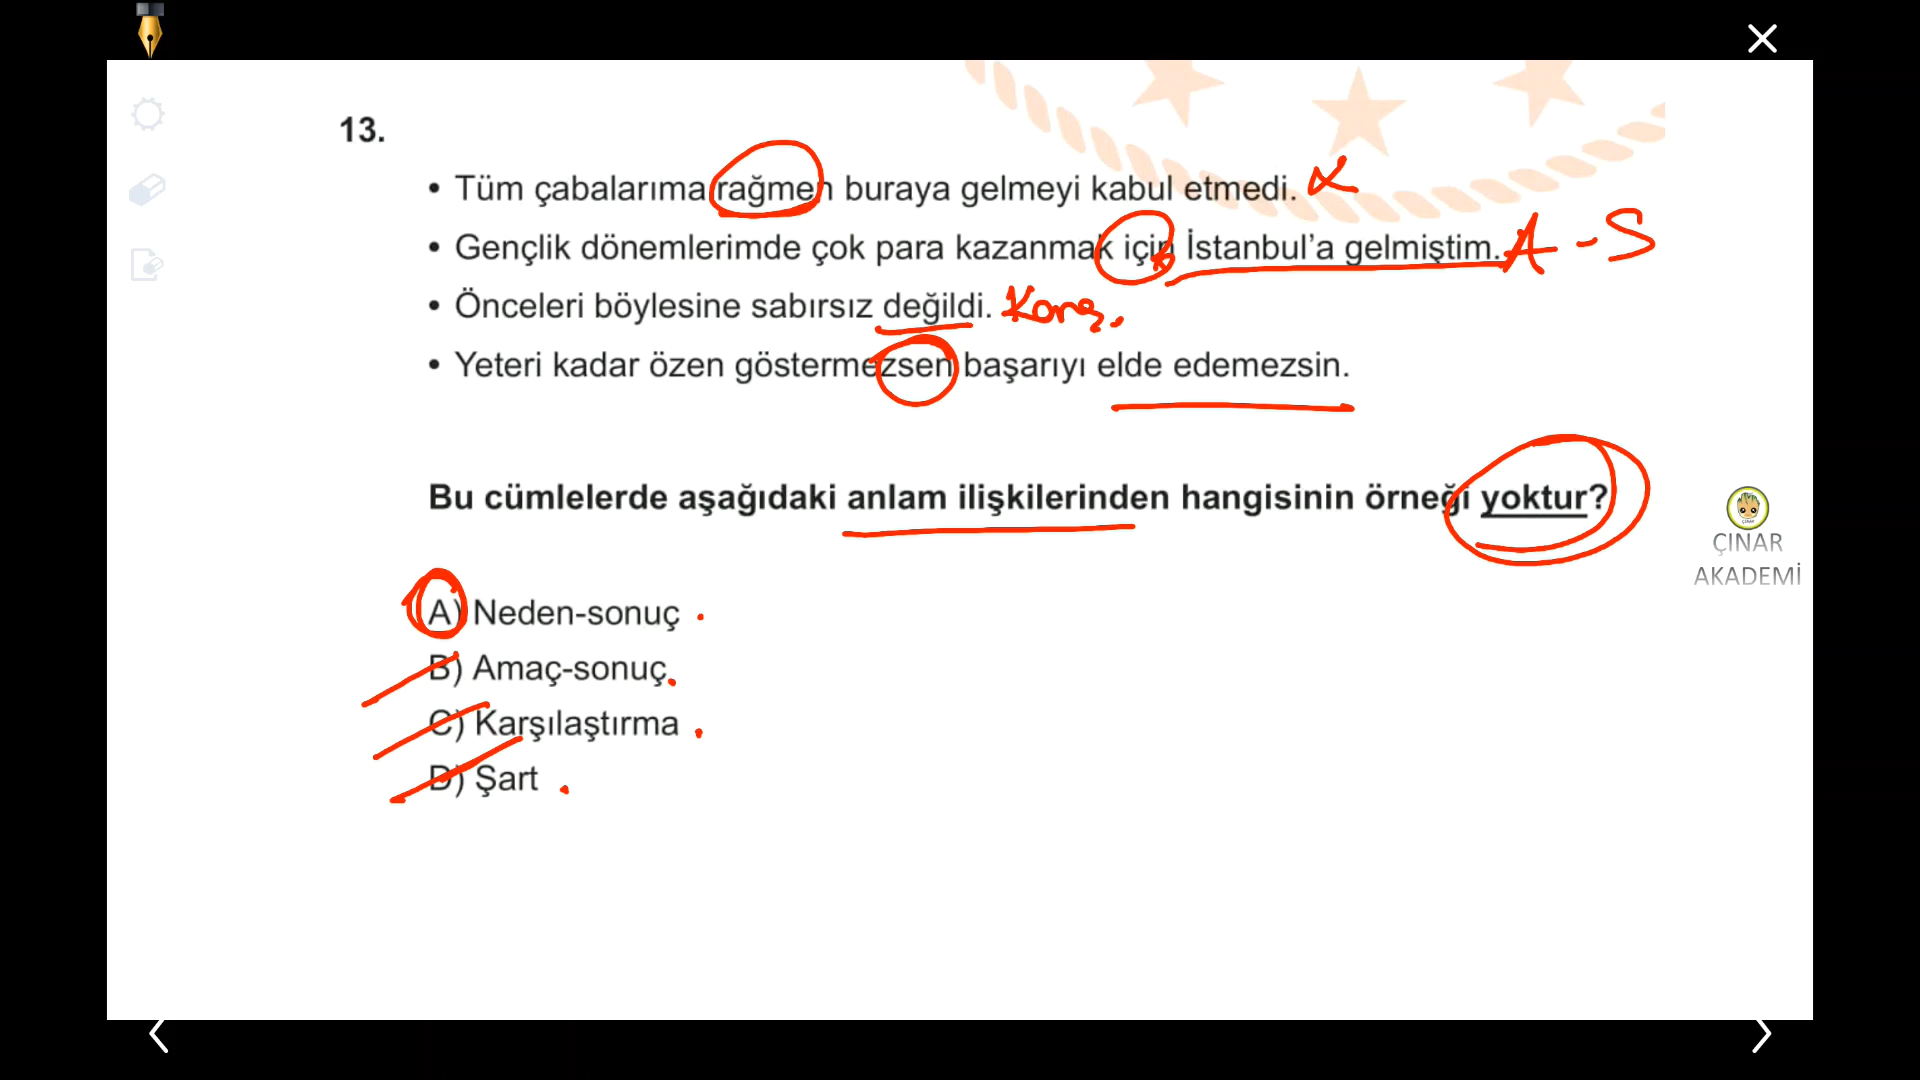 13.
• Tüm çabalarıma rağmen buraya gelmeyi kabul etmedi.
• Gençlik dönemlerimde çok para kazanmak için İstanbul'a gelmiştim. A-S
• Önceleri böylesine sabırsız değildi. Karş.
• Yeteri kadar özen göstermezsen başarıyı elde edemezsin.
Bu cümlelerde aşağıdaki anlam ilişkilerinden hangisinin örneği yoktur?
A) Neden-sonuç
B) Amaç-sonuç
C) Karşılaştırma
D) Şart
ÇINAR
AKADEMİ